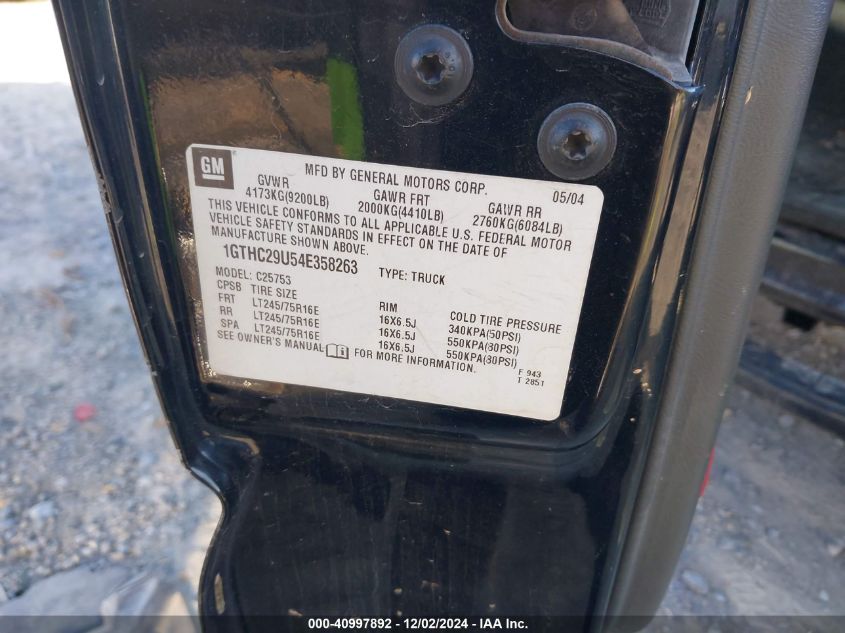 GM
MFD BY GENERAL MOTORS CORP. 05/04
GVWR GAWR FRT GAWR RR
4173KG(9200LB) 2000KG(4410LB) 2760KG(6084LB)
THIS VEHICLE CONFORMS TO ALL APPLICABLE U.S. FEDERAL MOTOR
VEHICLE SAFETY STANDARDS IN EFFECT ON THE DATE OF
MANUFACTURE SHOWN ABOVE.
1GTHC29U54E358263 TYPE: TRUCK
MODEL: C25753
CPSB TIRE SIZE RIM COLD TIRE PRESSURE
FRT LT245/75R16E 16X6.5J 340KPA(50PSI)
RR LT245/75R16E 16X6.5J 550KPA(80PSI)
SPA LT245/75R16E 16X6.5J 550KPA(80PSI)
SEE OWNER'S MANUAL FOR MORE INFORMATION.
F 943
T 2851
000-40997892 - 12/02/2024 - IAAI Inc.